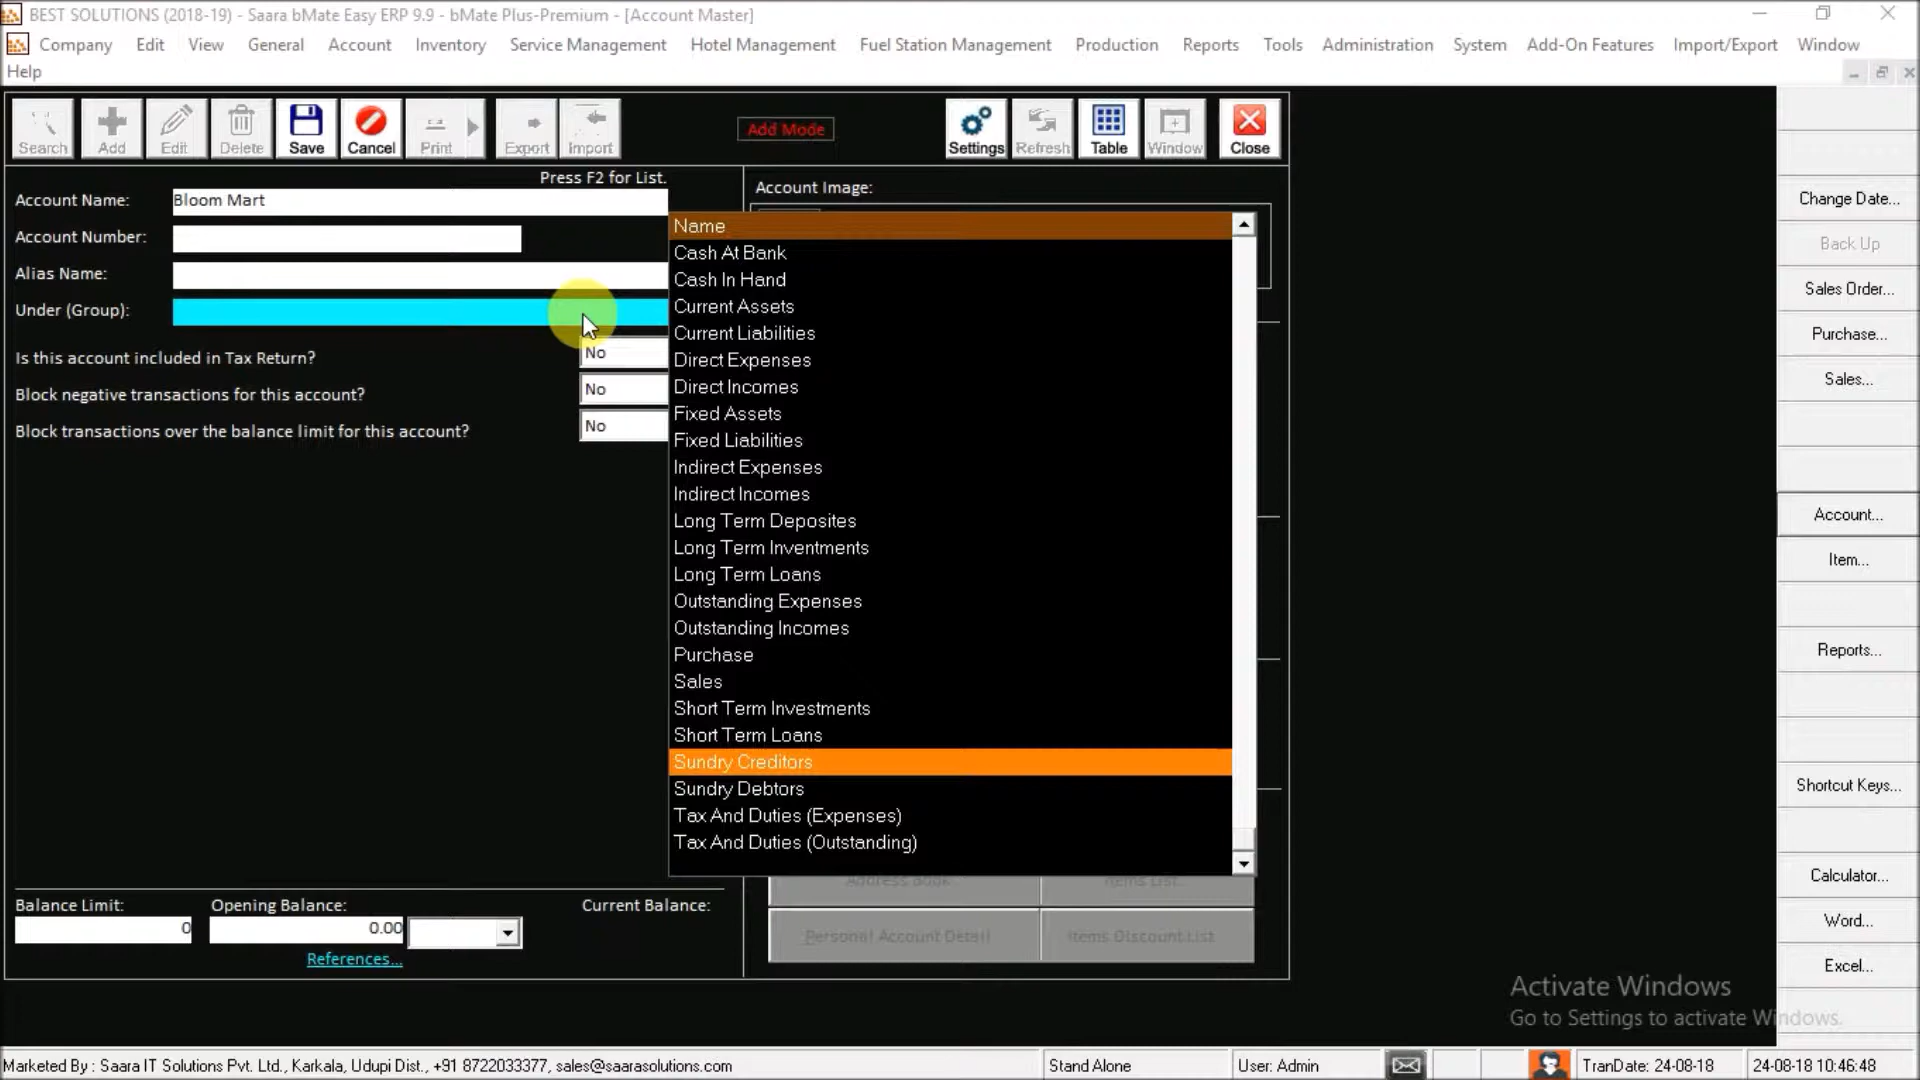 BEST SOLUTIONS (2018-19) - Saara bMate Easy ERP 9.9 - bMate Plus-Premium - [Account Master]
Company Edit View General Account Inventory Service Management Hotel Management Fuel Station Management Production Reports Tools Administration System Add-On Features Import/Export Window
Help
Search Add Edit Delete Save Cancel Print Export Import
Add Mode
Settings Refresh Table Window Close
Press F2 for List.
Account Name: Bloom Mart
Account Number:
Alias Name:
Under (Group):
Is this account included in Tax Return? No
Block negative transactions for this account? No
Block transactions over the balance limit for this account? No
Account Image:
Name
Cash At Bank
Cash In Hand
Current Assets
Current Liabilities
Direct Expenses
Direct Incomes
Fixed Assets
Fixed Liabilities
Indirect Expenses
Indirect Incomes
Long Term Deposites
Long Term Inventments
Long Term Loans
Outstanding Expenses
Outstanding Incomes
Purchase
Sales
Short Term Investments
Short Term Loans
Sundry Creditors
Sundry Debtors
Tax And Duties (Expenses)
Tax And Duties (Outstanding)
Address Book Items List...
Personal Account Detail Items Discount List
Balance Limit: Opening Balance: Current Balance:
0 0.00
References...
Change Date...
Back Up
Sales Order...
Purchase...
Sales...
Account...
Item...
Reports...
Shortcut Keys...
Calculator...
Word...
Excel...
Activate Windows
Go to Settings to activate Windows.
Marketed By : Saara IT Solutions Pvt. Ltd., Karkala, Udupi Dist., +91 8722033377, sales@saarasolutions.com Stand Alone User: Admin TranDate: 24-08-18 24-08-18 10:46:48